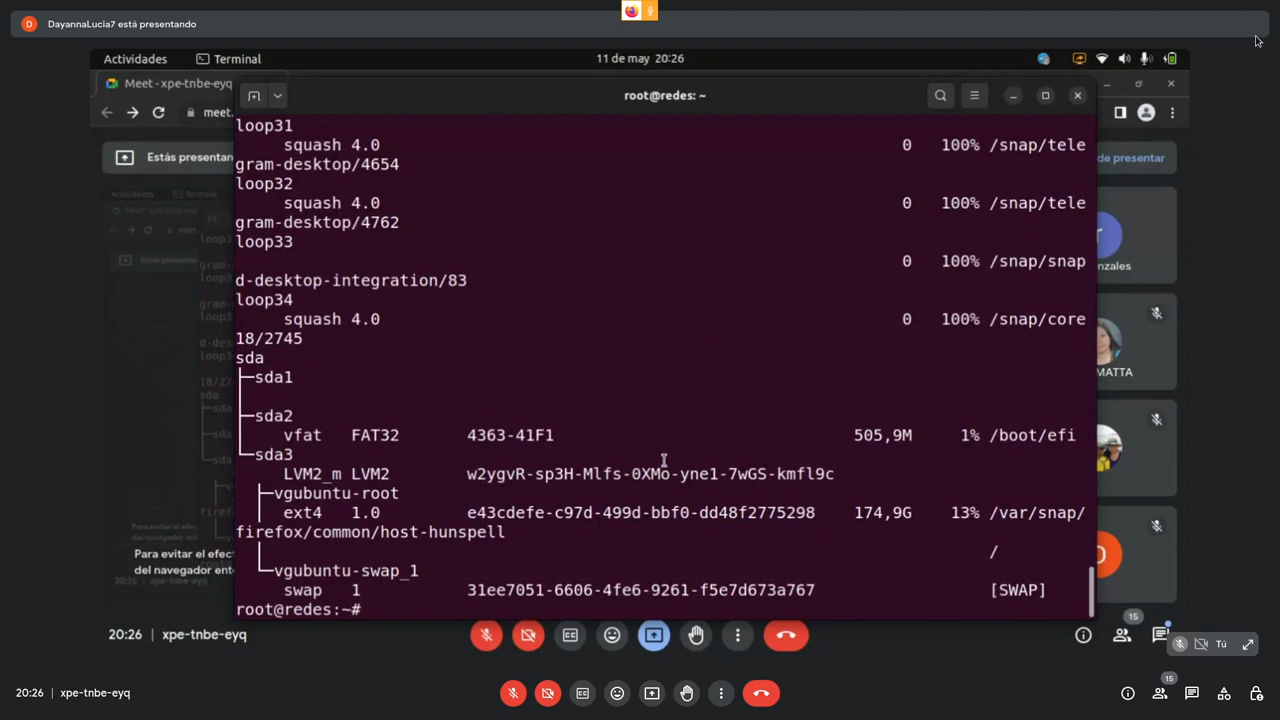 D DayannaLucia7 está presentando
Actividades Terminal 11 de may 20:26
Meet - xpe-tnbe-eyq
root@redes: ~
meet.
Estás presentan
de presentar
loop31
squash 4.0 0 100% /snap/tele
gram-desktop/4654
loop32
squash 4.0 0 100% /snap/tele
gram-desktop/4762
loop33
0 100% /snap/snap
d-desktop-integration/83
loop34
squash 4.0 0 100% /snap/core
18/2745
sda
├─sda1
├─sda2
vfat FAT32 4363-41F1 505,9M 1% /boot/efi
└─sda3
LVM2_m LVM2 w2ygvR-sp3H-Mlfs-0XMo-yne1-7wGS-kmfl9c
├─vgubuntu-root
ext4 1.0 e43cdefe-c97d-499d-bbf0-dd48f2775298 174,9G 13% /var/snap/
firefox/common/host-hunspell
/
└─vgubuntu-swap_1
swap 1 31ee7051-6606-4fe6-9261-f5e7d673a767 [SWAP]
root@redes:~#
r
nzales
MATTA
D
Para evitar el efec
del navegador ent
20:26 | xpe-tnbe-eyq
15
Tú
20:26 | xpe-tnbe-eyq
15